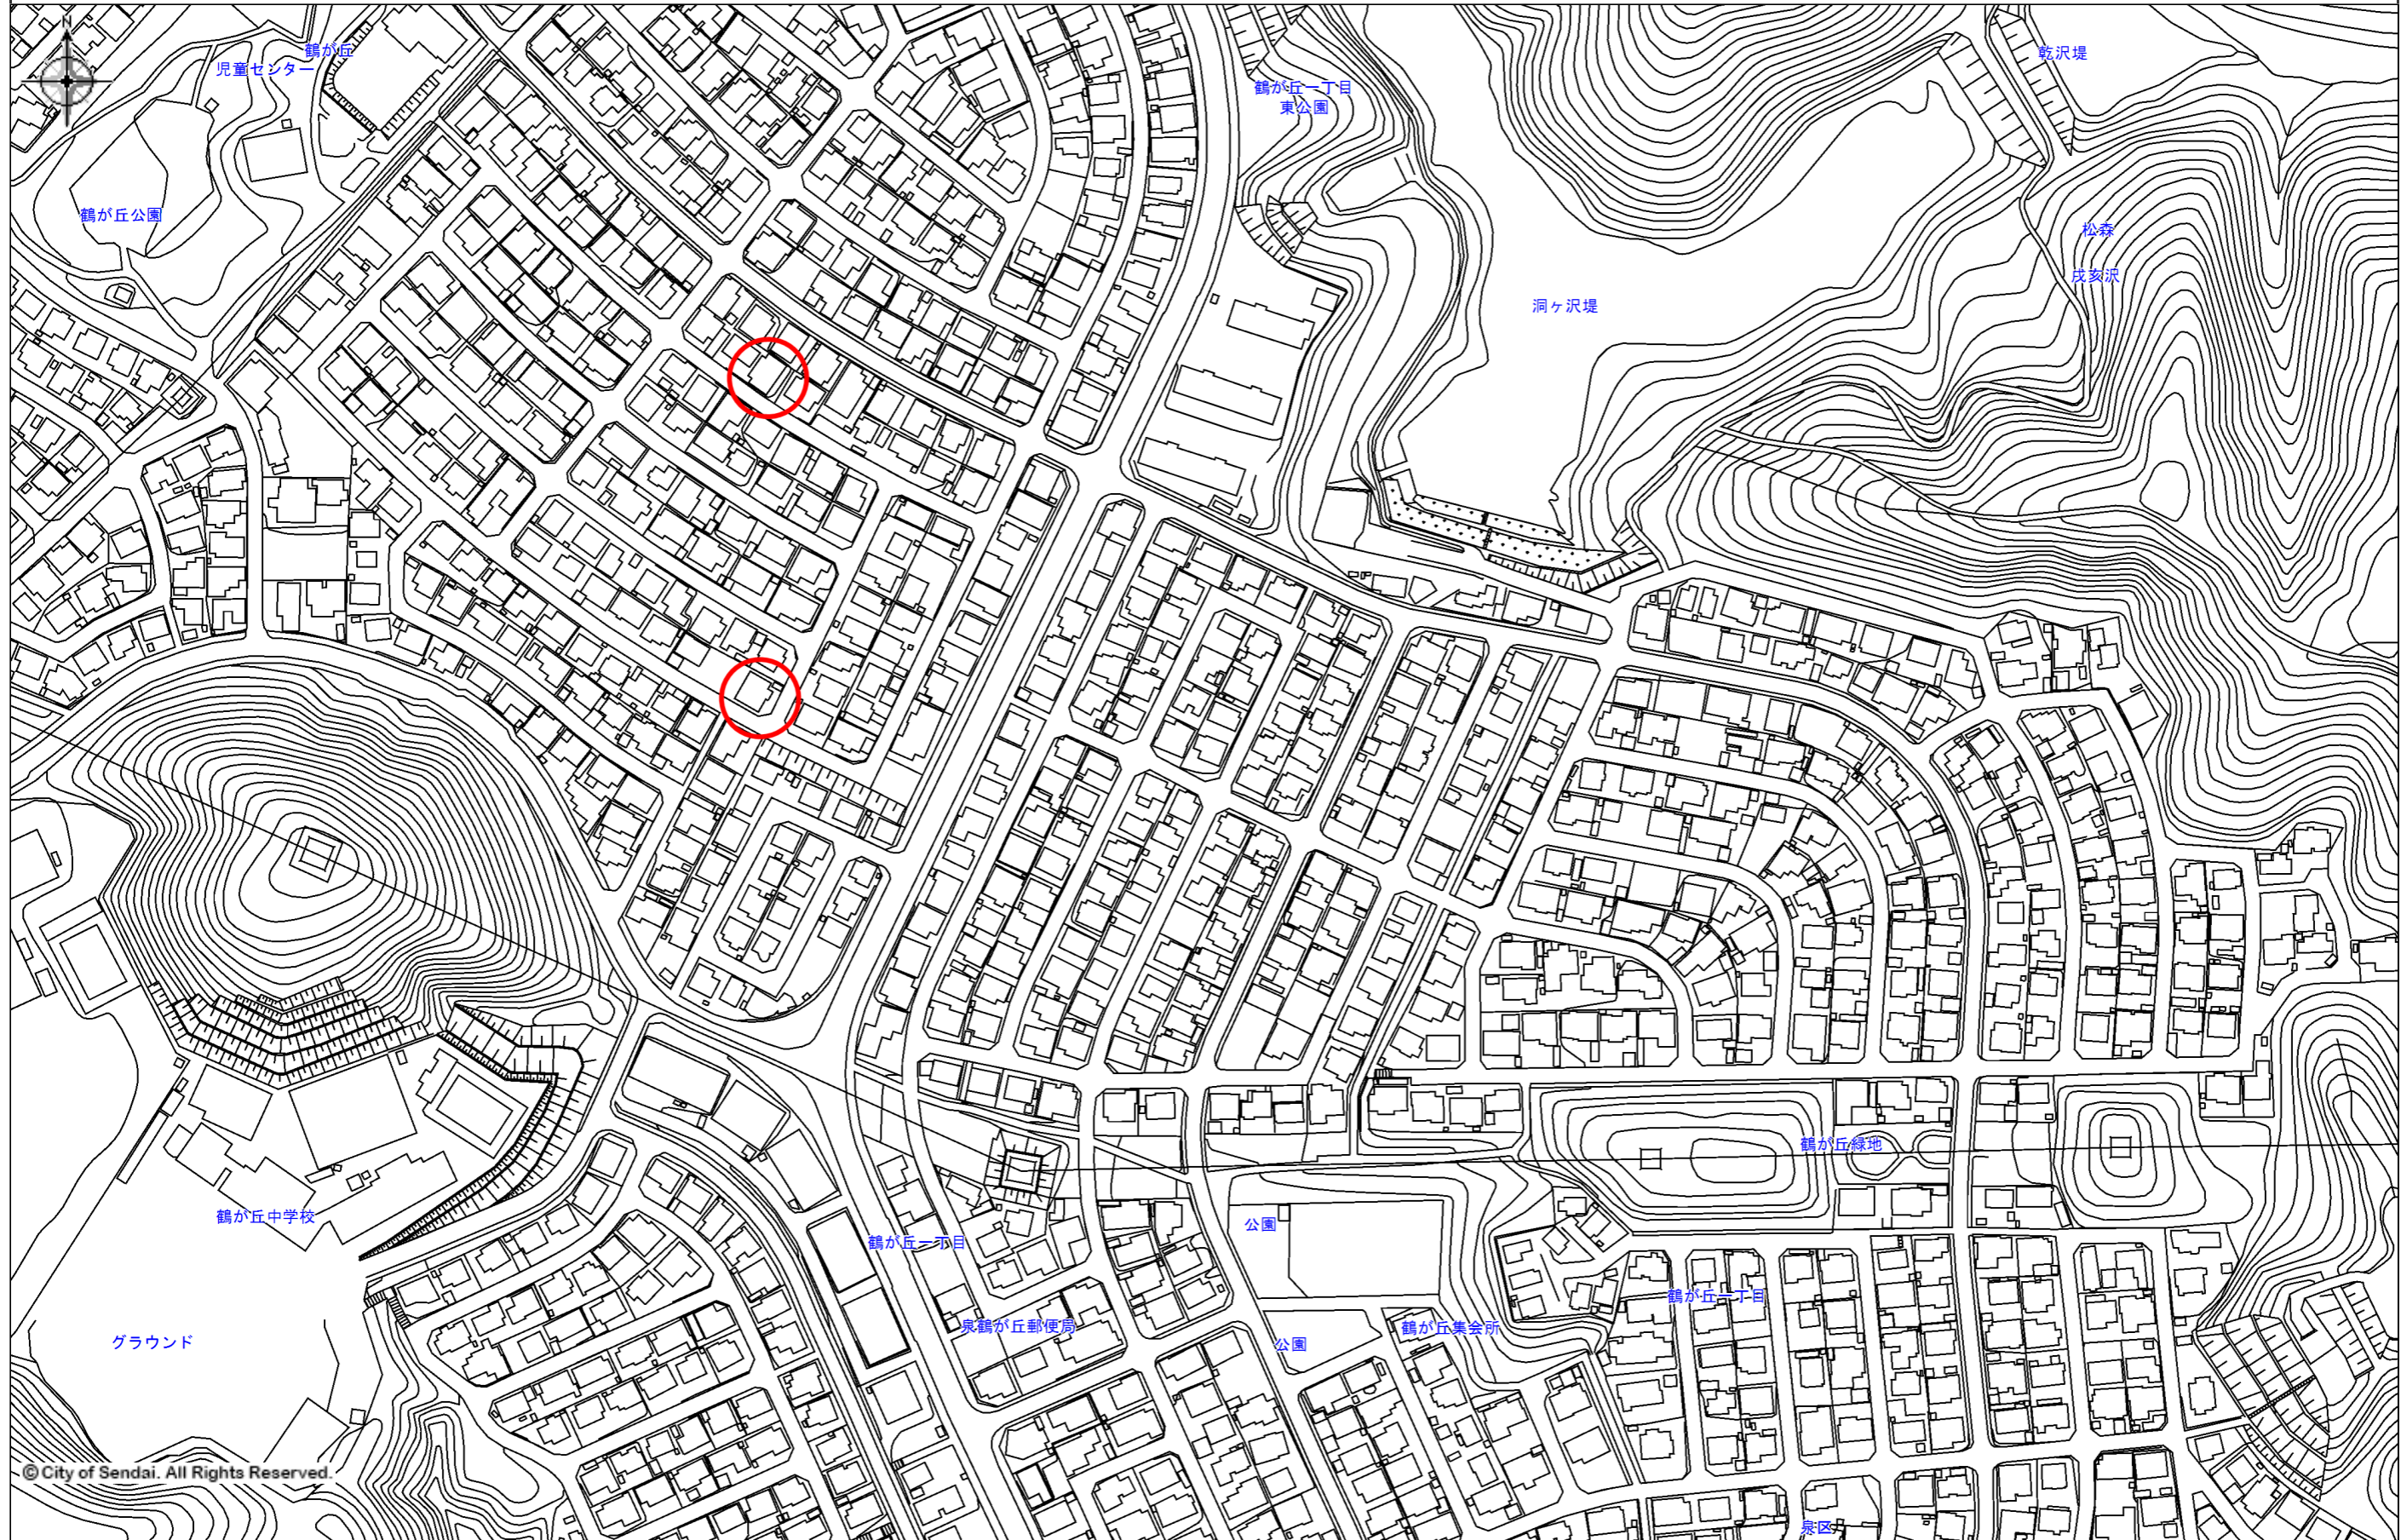 N
鶴が丘
児童センター
乾沢堤
鶴が丘一丁目
東公園
鶴が丘公園
松森
戌亥沢
洞ヶ沢堤
鶴が丘緑地
鶴が丘中学校
公園
鶴が丘一丁目
鶴が丘一丁目
泉鶴が丘郵便局
鶴が丘集会所
グラウンド
公園
©City of Sendai. All Rights Reserved.
泉区